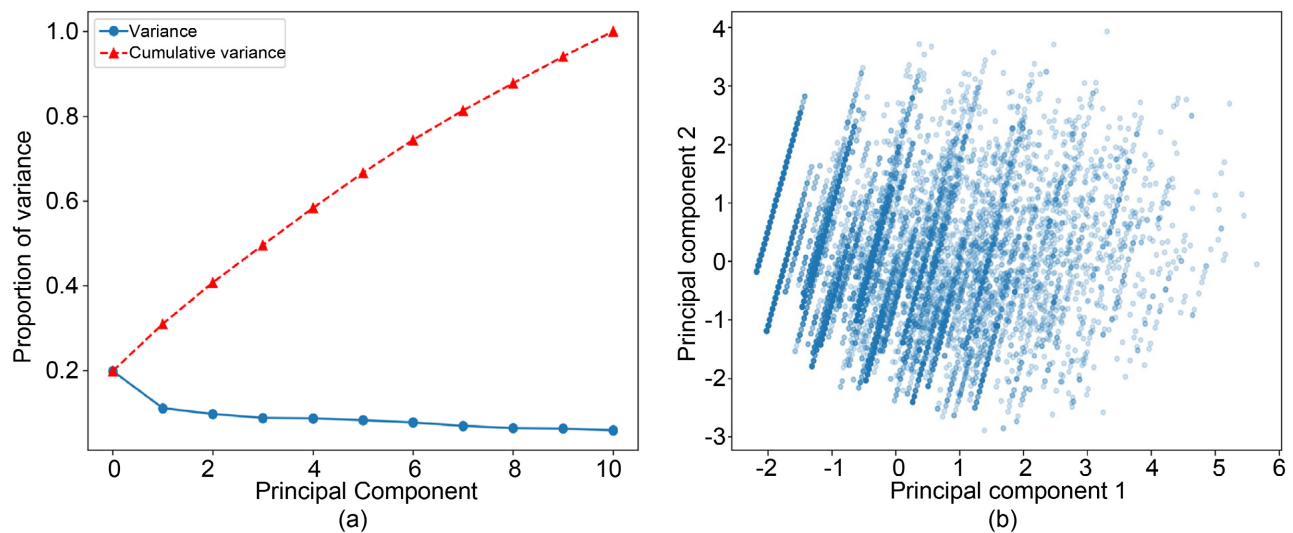 Variance
Cumulative variance
Proportion of variance
1.0
0.8
0.6
0.4
0.2
0 2 4 6 8 10
Principal Component
(a)
Principal component 2
4
3
2
1
0
-1
-2
-3
-2 -1 0 1 2 3 4 5 6
Principal component 1
(b)